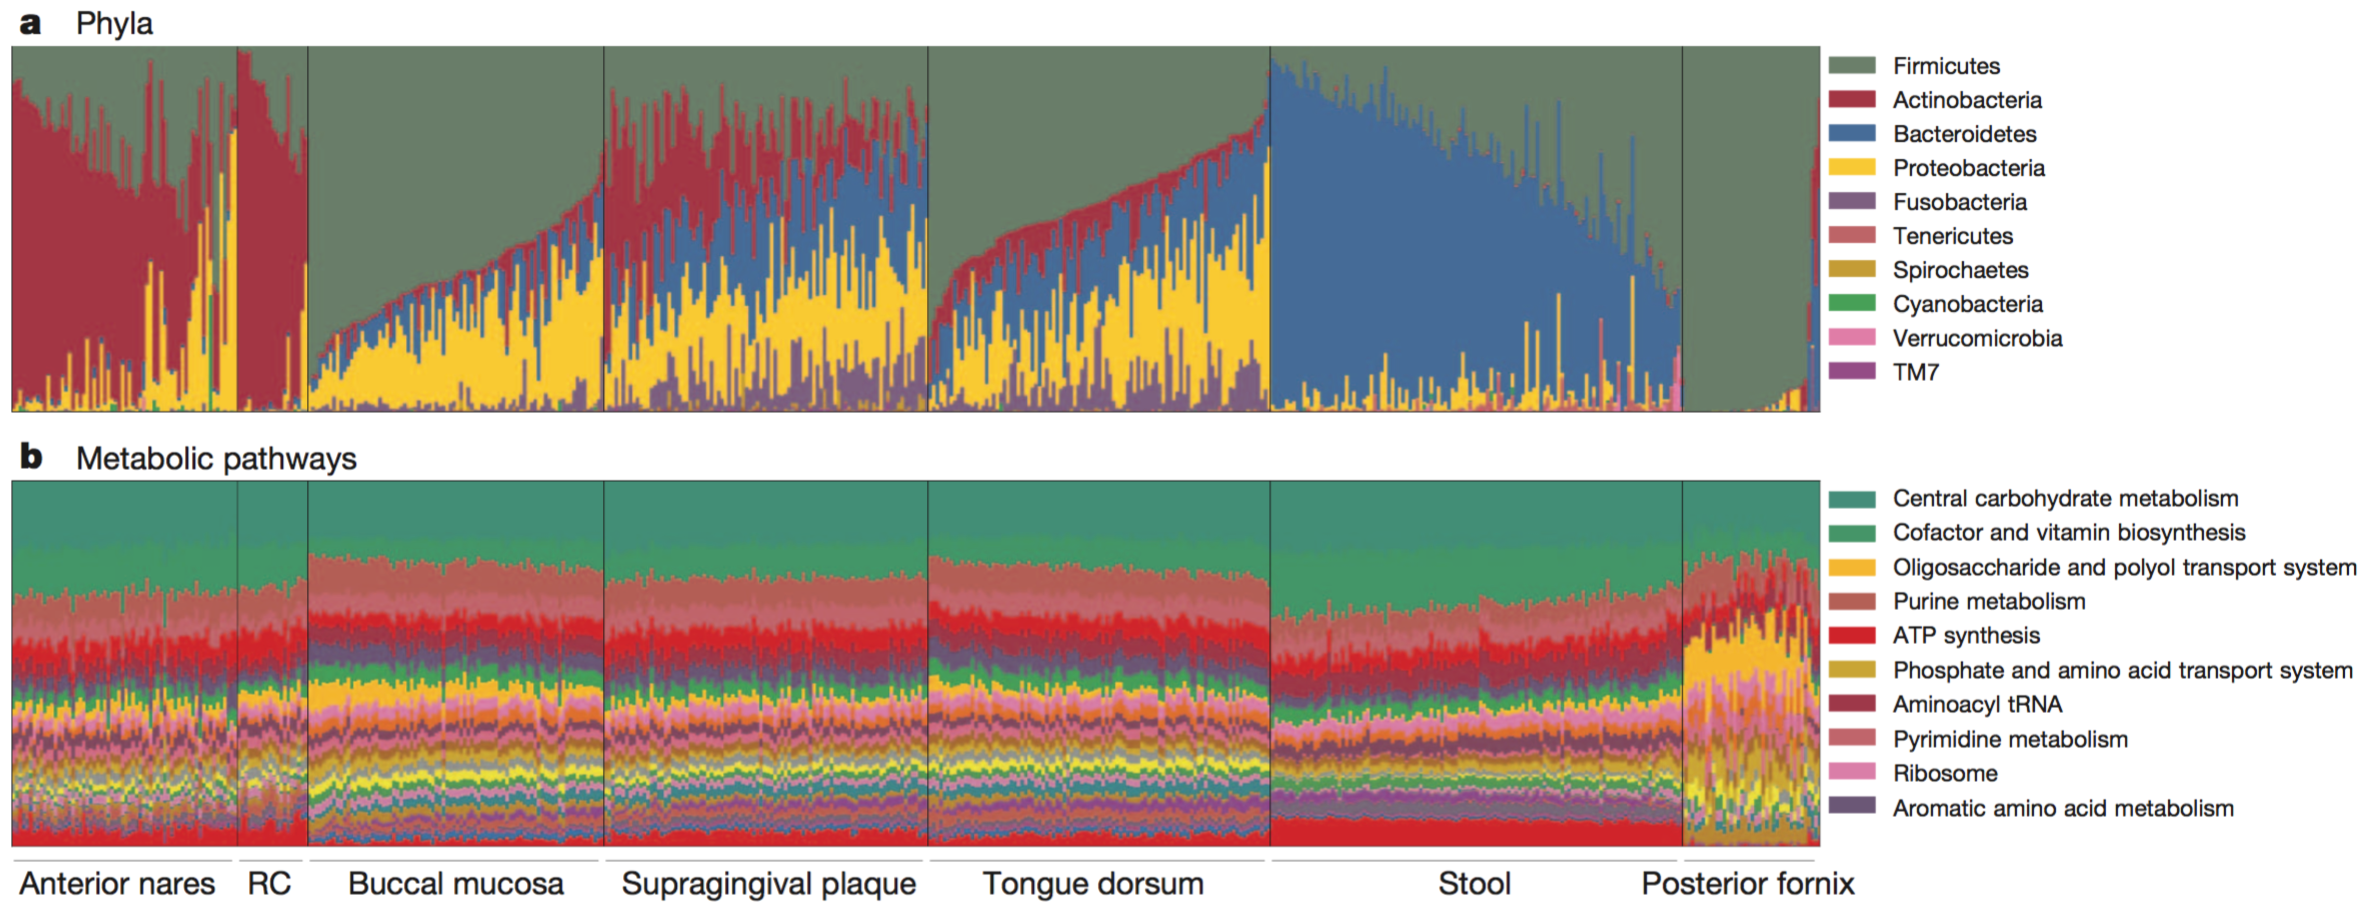 a Phyla
Firmicutes
Actinobacteria
Bacteroidetes
Proteobacteria
Fusobacteria
Tenericutes
Spirochaetes
Cyanobacteria
Verrucomicrobia
TM7
b Metabolic pathways
Central carbohydrate metabolism
Cofactor and vitamin biosynthesis
Oligosaccharide and polyol transport system
Purine metabolism
ATP synthesis
Phosphate and amino acid transport system
Aminoacyl tRNA
Pyrimidine metabolism
Ribosome
Aromatic amino acid metabolism
Anterior nares RC Buccal mucosa Supragingival plaque Tongue dorsum Stool Posterior fornix